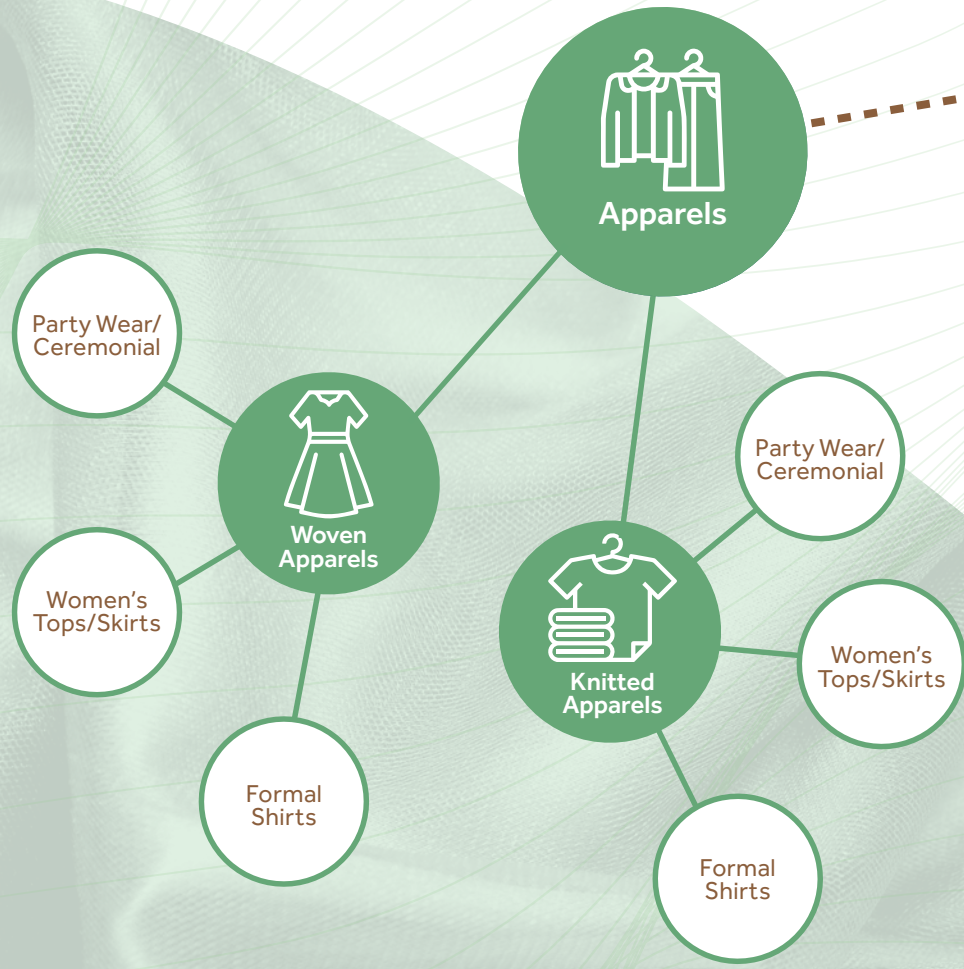 Apparels
Party Wear/
Ceremonial
Woven
Apparels
Women's
Tops/Skirts
Formal
Shirts
Party Wear/
Ceremonial
Knitted
Apparels
Women's
Tops/Skirts
Formal
Shirts